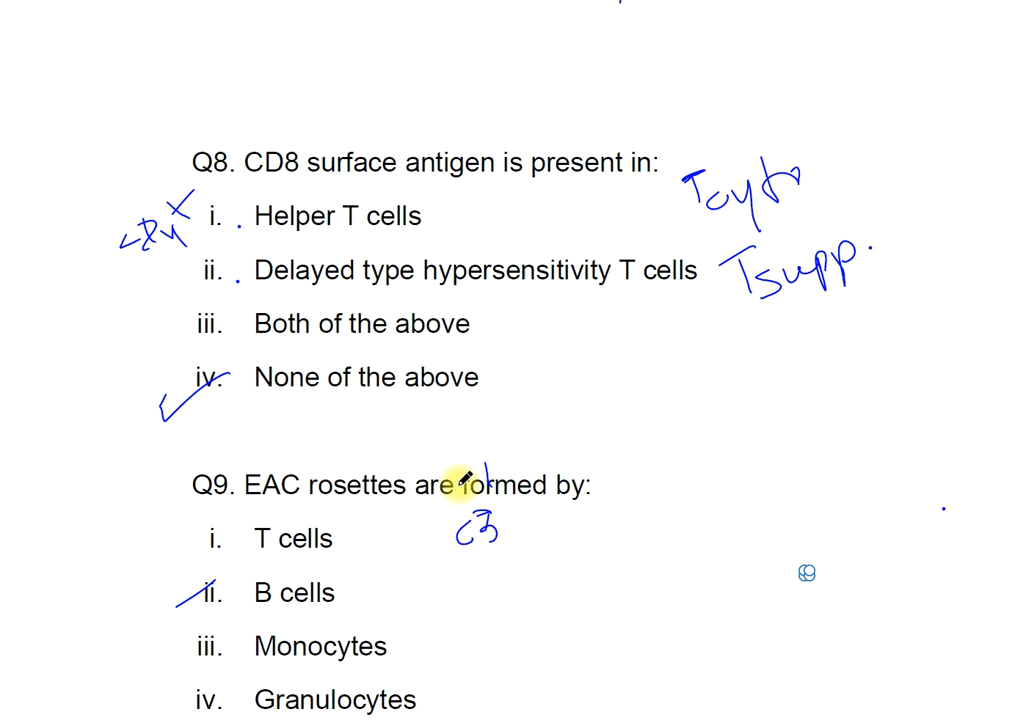 Q8. CD8 surface antigen is present in:
Tcyto
i. Helper T cells
CD4
ii. Delayed type hypersensitivity T cells
Tsupp.
iii. Both of the above
iv. None of the above
Q9. EAC rosettes are formed by:
C3
i. T cells
ii. B cells
iii. Monocytes
iv. Granulocytes